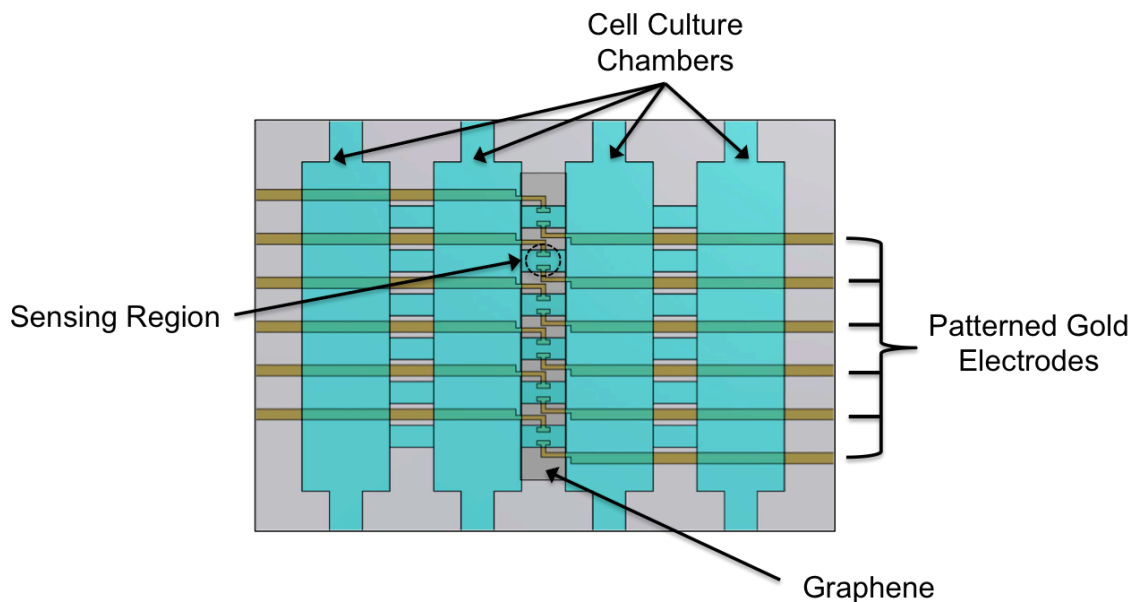 Cell Culture
Chambers
Sensing Region
Patterned Gold
Electrodes
Graphene